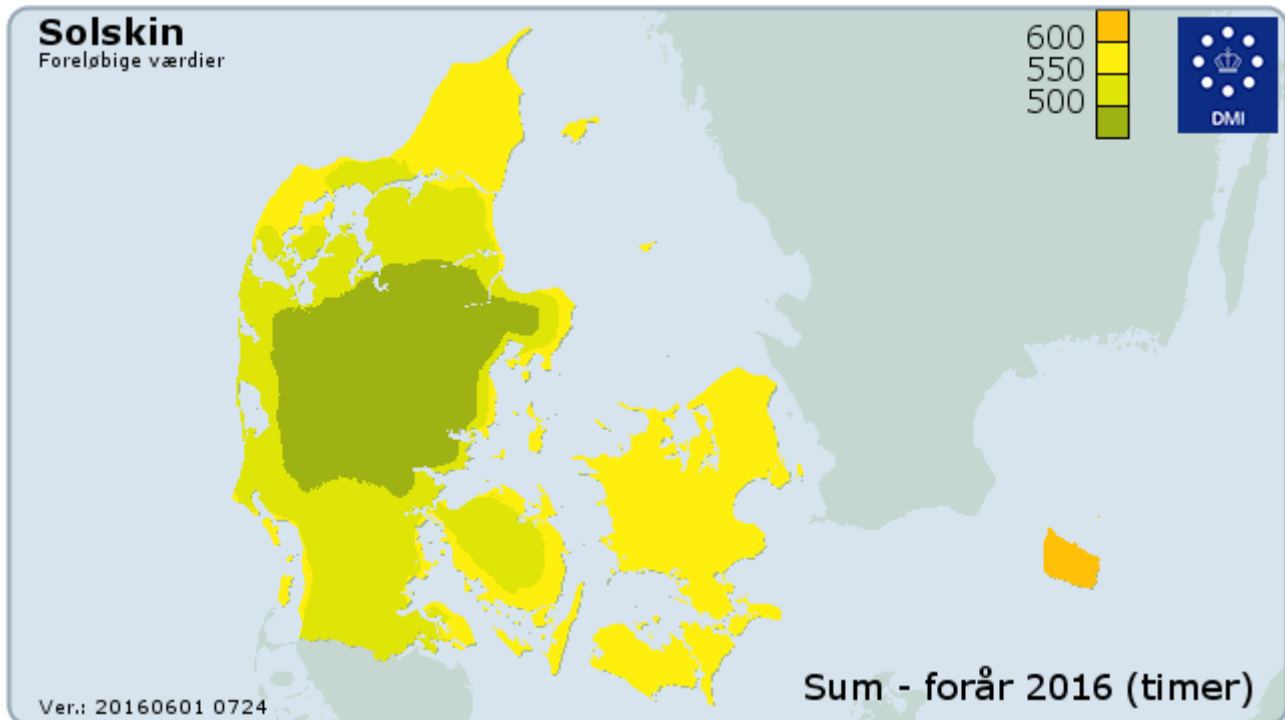 Solskin
Foreløbige værdier
600
550
500
DMI
Sum - forår 2016 (timer)
Ver.: 20160601 0724